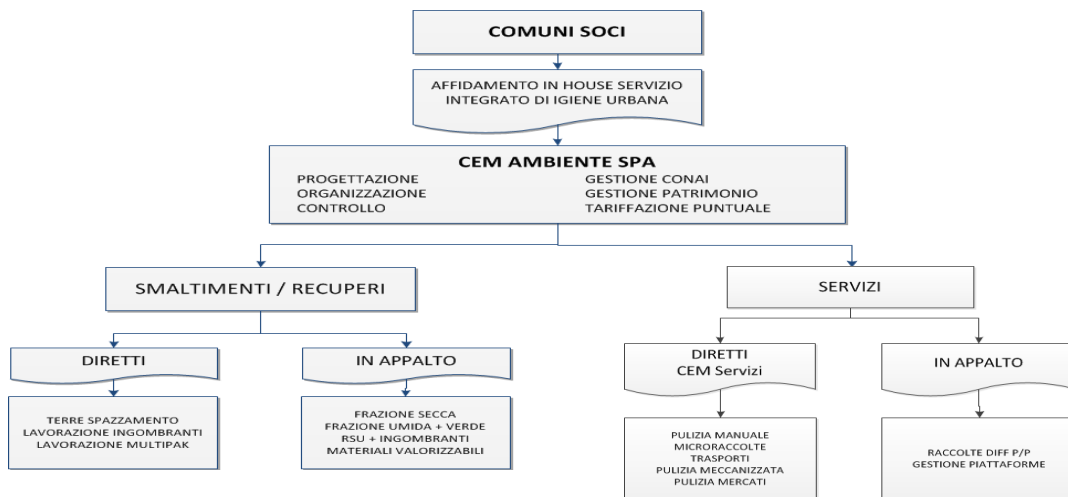 COMUNI SOCI
AFFIDAMENTO IN HOUSE SERVIZIO
INTEGRATO DI IGIENE URBANA
CEM AMBIENTE SPA
PROGETTAZIONE
ORGANIZZAZIONE
CONTROLLO
GESTIONE CONAI
GESTIONE PATRIMONIO
TARIFFAZIONE PUNTUALE
SMALTIMENTI / RECUPERI
DIRETTI
TERRE SPAZZAMENTO
LAVORAZIONE INGOMBRANTI
LAVORAZIONE MULTIPAK
IN APPALTO
FRAZIONE SECCA
FRAZIONE UMIDA + VERDE
RSU + INGOMBRANTI
MATERIALI VALORIZZABILI
SERVIZI
DIRETTI
CEM Servizi
PULIZIA MANUALE
MICRORACCOLTE
TRASPORTI
PULIZIA MECCANIZZATA
PULIZIA MERCATI
IN APPALTO
RACCOLTE DIFF P/P
GESTIONE PIATTAFORME